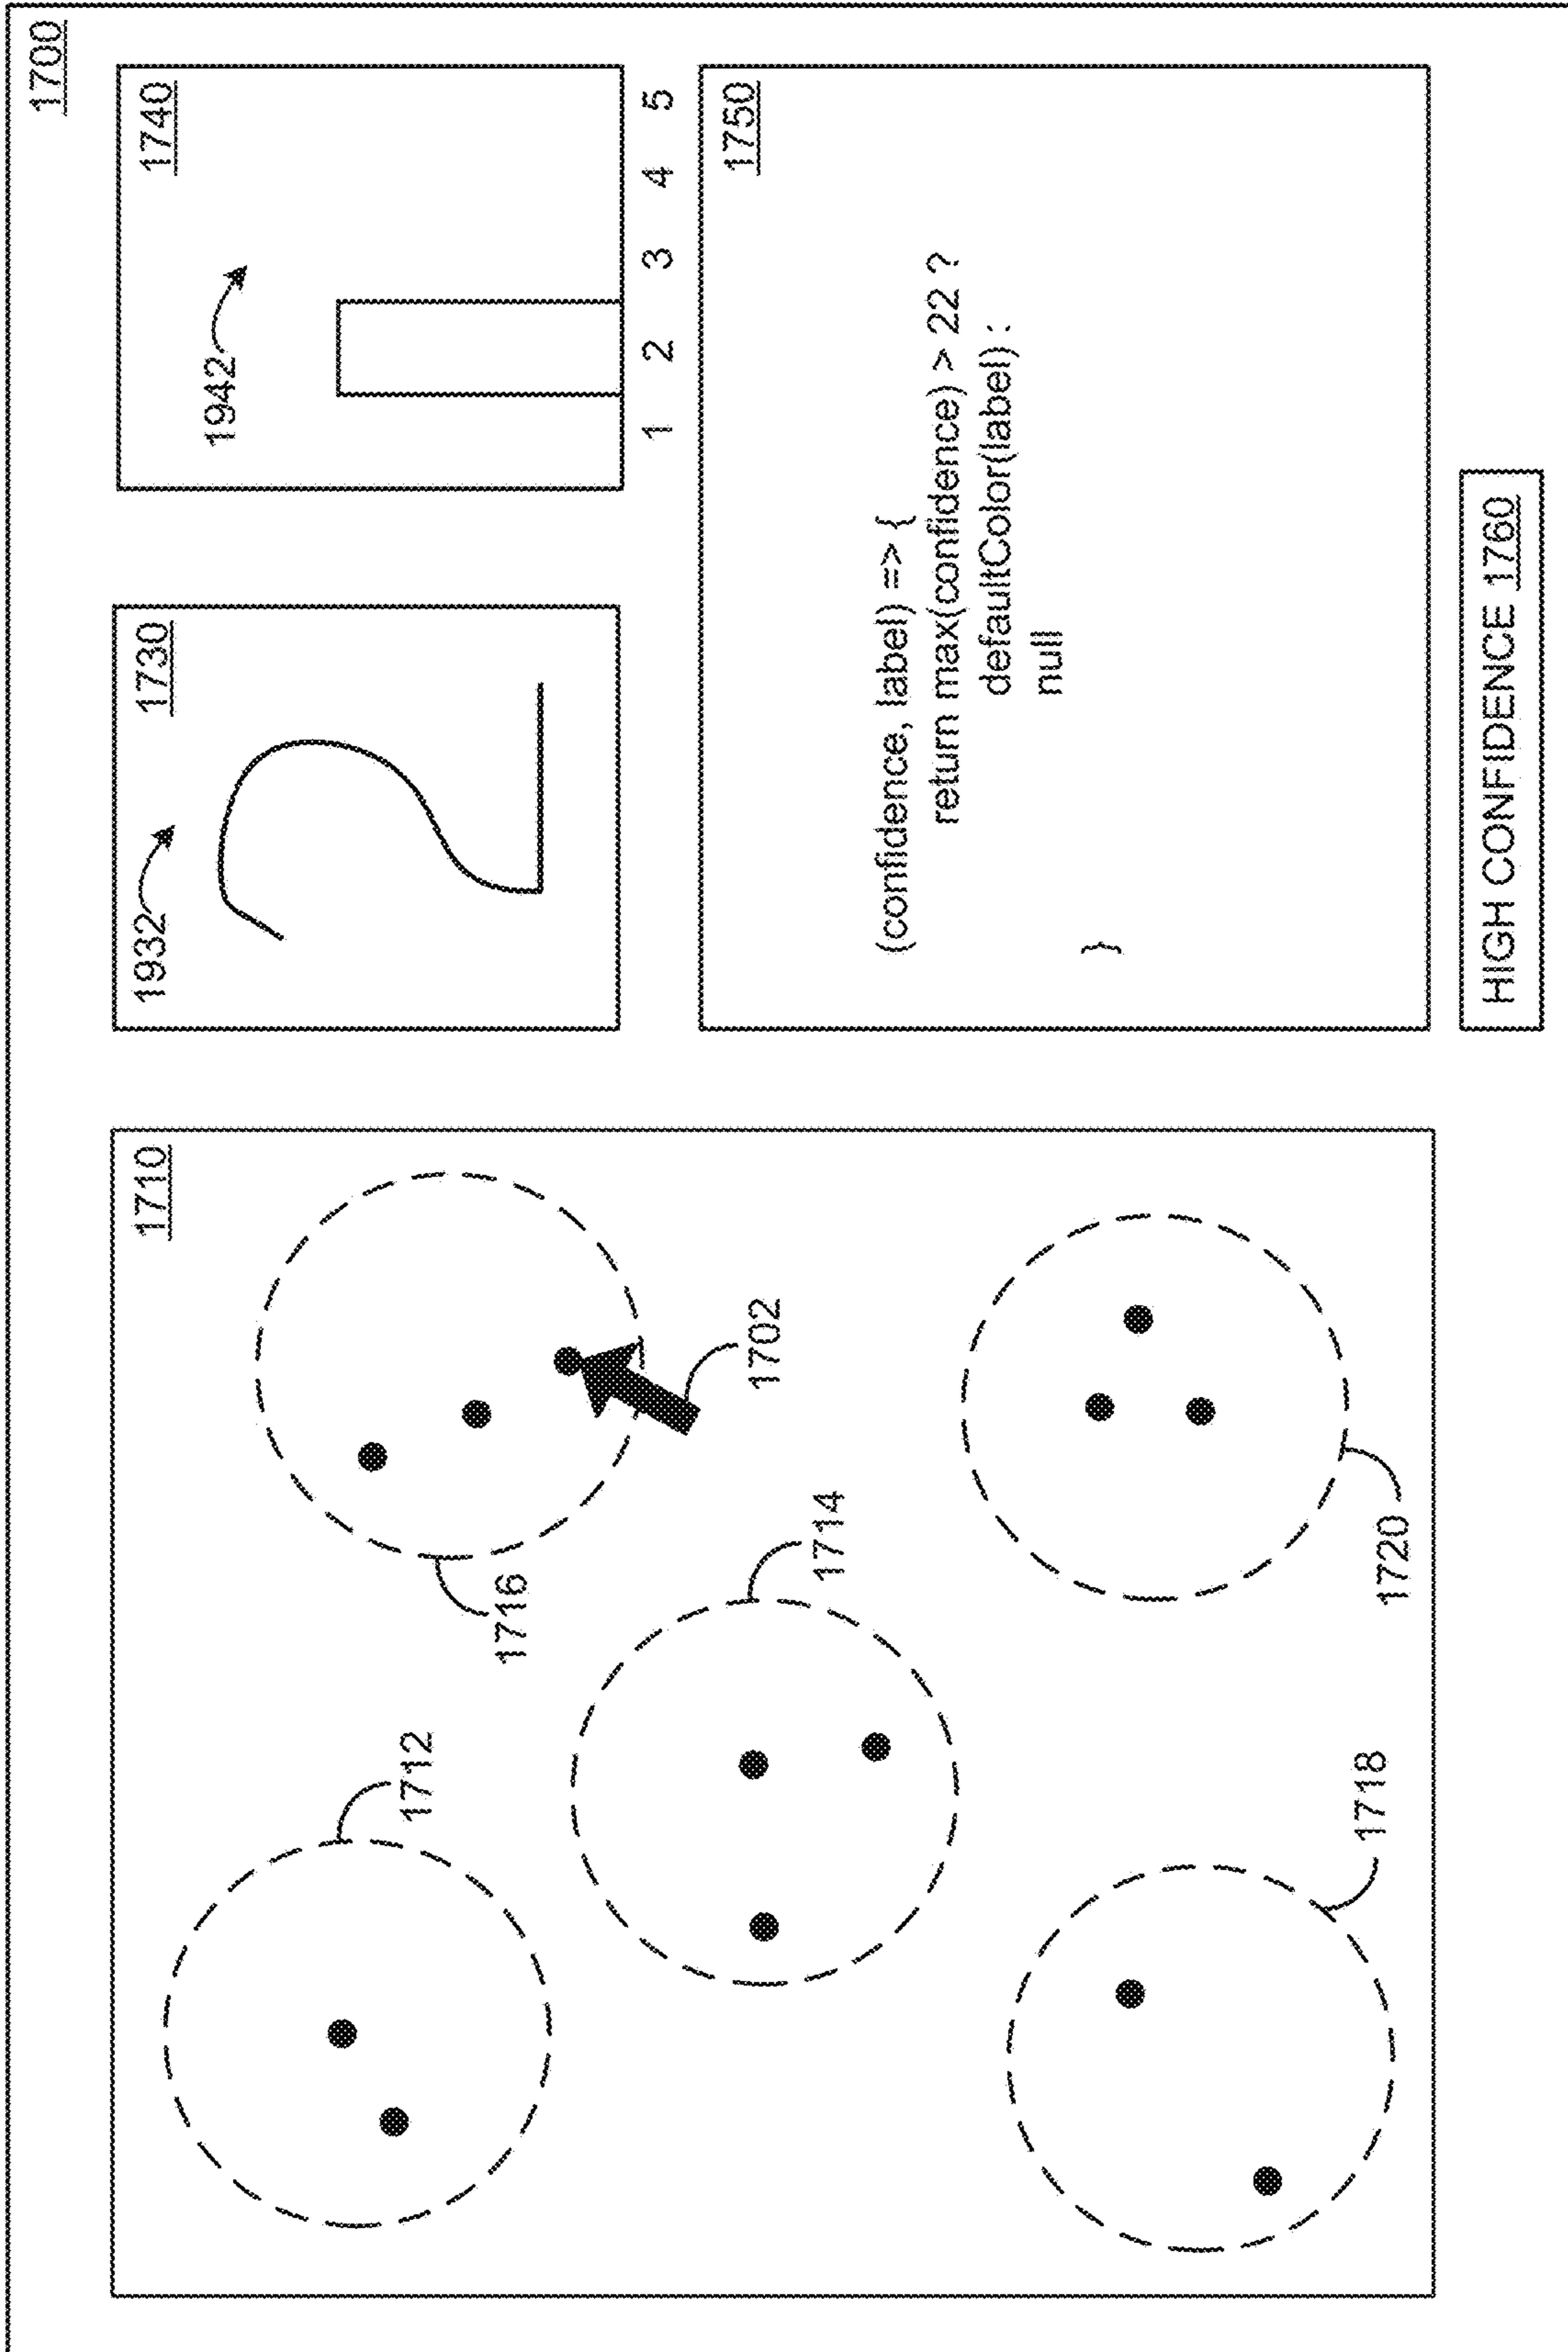 1700
1710
1712
1716
1702
1714
1718
1720
1932
1730
1942
1740
1 2 3 4 5
1750
(confidence, label) => {
return max(confidence) > 22 ?
defaultColor(label) :
null
}
HIGH CONFIDENCE 1760